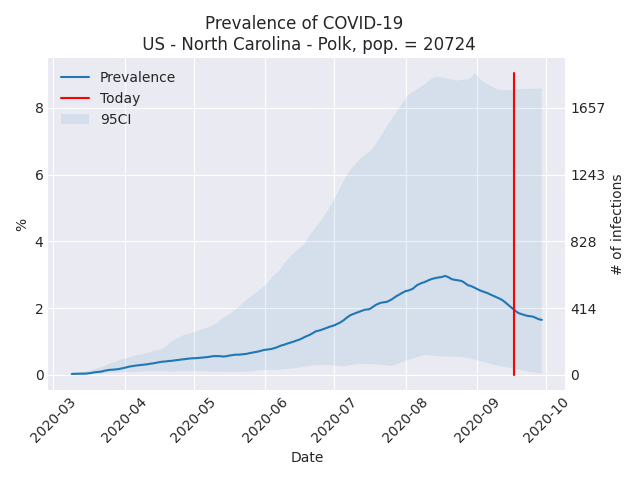 Prevalence of COVID-19
US - North Carolina - Polk, pop. = 20724
Prevalence
Today
95CI
%
8
6
4
2
0
1657
1243
828
414
0
# of infections
2020-03
2020-04
2020-05
2020-06
2020-07
2020-08
2020-09
2020-10
Date